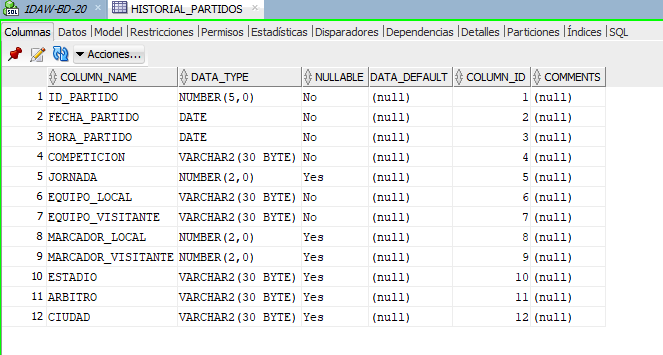 SQL 1DAW-BD-20 HISTORIAL_PARTIDOS
Columnas Datos Model Restricciones Permisos Estadísticas Disparadores Dependencias Detalles Particiones Índices SQL
Acciones...
COLUMN_NAME DATA_TYPE NULLABLE DATA_DEFAULT COLUMN_ID COMMENTS
1 ID_PARTIDO NUMBER(5,0) No (null) 1 (null)
2 FECHA_PARTIDO DATE No (null) 2 (null)
3 HORA_PARTIDO DATE No (null) 3 (null)
4 COMPETICION VARCHAR2(30 BYTE) No (null) 4 (null)
5 JORNADA NUMBER(2,0) Yes (null) 5 (null)
6 EQUIPO_LOCAL VARCHAR2(30 BYTE) No (null) 6 (null)
7 EQUIPO_VISITANTE VARCHAR2(30 BYTE) No (null) 7 (null)
8 MARCADOR_LOCAL NUMBER(2,0) Yes (null) 8 (null)
9 MARCADOR_VISITANTE NUMBER(2,0) Yes (null) 9 (null)
10 ESTADIO VARCHAR2(30 BYTE) Yes (null) 10 (null)
11 ARBITRO VARCHAR2(30 BYTE) Yes (null) 11 (null)
12 CIUDAD VARCHAR2(30 BYTE) Yes (null) 12 (null)